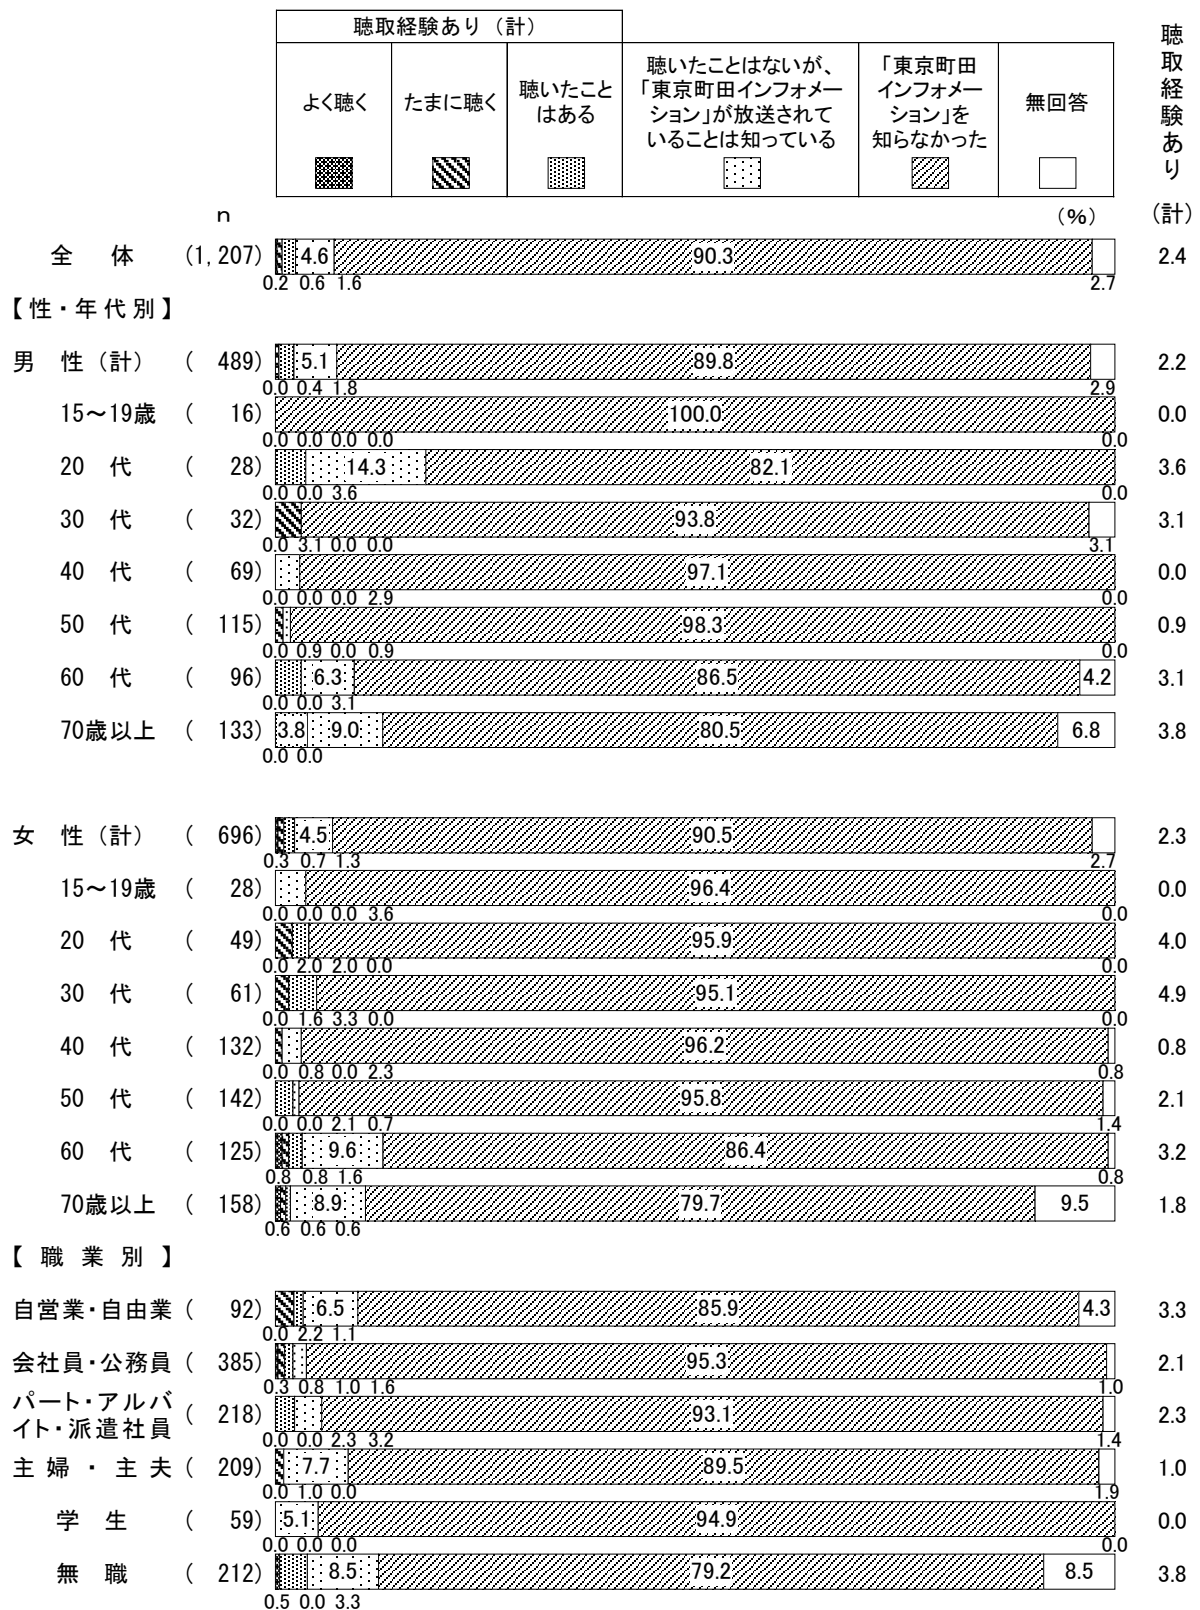 聴取経験あり（計）
よく聴く
たまに聴く
聴いたこと
はある
聴いたことはないが、
「東京町田インフォメー
ション」が放送されて
いることは知っている
「東京町田
インフォメー
ション」を
知らなかった
無回答
聴取経験あり
（計）
n
（%）
全 体 (1,207) 4.6 90.3 2.4
0.2 0.6 1.6 2.7
【性・年代別】
男 性（計） ( 489) 5.1 89.8 2.2
0.0 0.4 1.8 2.9
15～19歳 ( 16) 100.0 0.0
0.0 0.0 0.0 0.0 0.0
20 代 ( 28) 14.3 82.1 3.6
0.0 0.0 3.6 0.0
30 代 ( 32) 93.8 3.1
0.0 3.1 0.0 0.0 3.1
40 代 ( 69) 97.1 0.0
0.0 0.0 0.0 2.9 0.0
50 代 ( 115) 98.3 0.9
0.0 0.9 0.0 0.9 0.0
60 代 ( 96) 6.3 86.5 4.2 3.1
0.0 0.0 3.1
70歳以上 ( 133) 3.8 9.0 80.5 6.8 3.8
0.0 0.0
女 性（計） ( 696) 4.5 90.5 2.3
0.3 0.7 1.3 2.7
15～19歳 ( 28) 96.4 0.0
0.0 0.0 0.0 3.6 0.0
20 代 ( 49) 95.9 4.0
0.0 2.0 2.0 0.0 0.0
30 代 ( 61) 95.1 4.9
0.0 1.6 3.3 0.0 0.0
40 代 ( 132) 96.2 0.8
0.0 0.8 0.0 2.3 0.8
50 代 ( 142) 95.8 2.1
0.0 0.0 2.1 0.7 1.4
60 代 ( 125) 9.6 86.4 3.2
0.8 0.8 1.6 0.8
70歳以上 ( 158) 8.9 79.7 9.5 1.8
0.6 0.6 0.6
【 職 業 別 】
自営業・自由業 ( 92) 6.5 85.9 4.3 3.3
0.0 2.2 1.1
会社員・公務員 ( 385) 95.3 2.1
0.3 0.8 1.0 1.6 1.0
パート・アルバ
イト・派遣社員 ( 218) 93.1 2.3
0.0 0.0 2.3 3.2 1.4
主 婦 ・ 主 夫 ( 209) 7.7 89.5 1.0
0.0 1.0 0.0 1.9
学 生 ( 59) 5.1 94.9 0.0
0.0 0.0 0.0 0.0
無 職 ( 212) 8.5 79.2 8.5 3.8
0.5 0.0 3.3